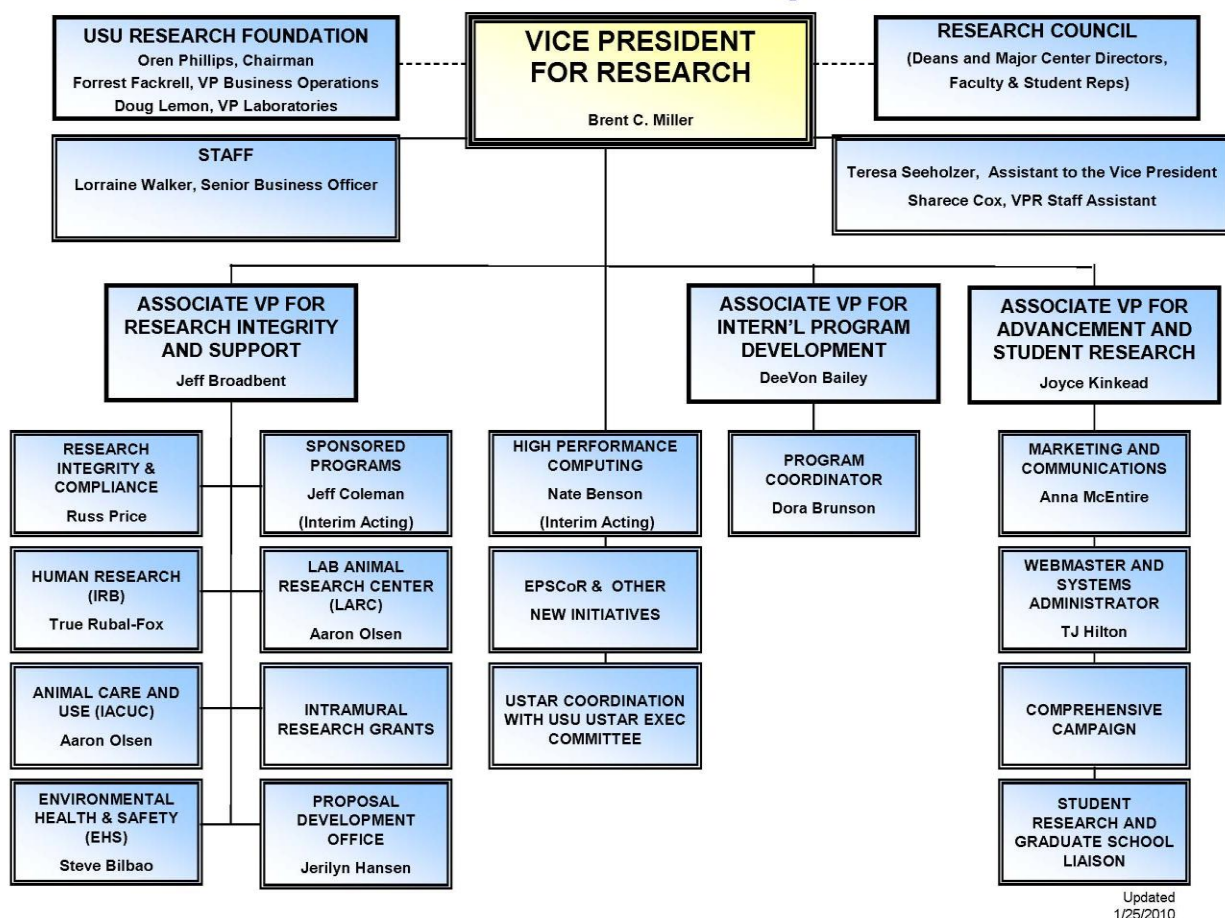 USU RESEARCH FOUNDATION
Oren Phillips, Chairman
Forrest Fackrell, VP Business Operations
Doug Lemon, VP Laboratories
VICE PRESIDENT
FOR RESEARCH
Brent C. Miller
RESEARCH COUNCIL
(Deans and Major Center Directors,
Faculty & Student Reps)
STAFF
Lorraine Walker, Senior Business Officer
Teresa Seeholzer, Assistant to the Vice President
Sharece Cox, VPR Staff Assistant
ASSOCIATE VP FOR
RESEARCH INTEGRITY
AND SUPPORT
Jeff Broadbent
ASSOCIATE VP FOR
INTERN'L PROGRAM
DEVELOPMENT
DeeVon Bailey
ASSOCIATE VP FOR
ADVANCEMENT AND
STUDENT RESEARCH
Joyce Kinkead
RESEARCH
INTEGRITY &
COMPLIANCE
Russ Price
SPONSORED
PROGRAMS
Jeff Coleman
(Interim Acting)
HIGH PERFORMANCE
COMPUTING
Nate Benson
(Interim Acting)
PROGRAM
COORDINATOR
Dora Brunson
MARKETING AND
COMMUNICATIONS
Anna McEntire
HUMAN RESEARCH
(IRB)
True Rubal-Fox
LAB ANIMAL
RESEARCH CENTER
(LARC)
Aaron Olsen
EPSCoR & OTHER
NEW INITIATIVES
WEBMASTER AND
SYSTEMS
ADMINISTRATOR
TJ Hilton
ANIMAL CARE AND
USE (IACUC)
Aaron Olsen
INTRAMURAL
RESEARCH GRANTS
USTAR COORDINATION
WITH USU USTAR EXEC
COMMITTEE
COMPREHENSIVE
CAMPAIGN
ENVIRONMENTAL
HEALTH & SAFETY
(EHS)
Steve Bilbao
PROPOSAL
DEVELOPMENT
OFFICE
Jerilyn Hansen
STUDENT
RESEARCH AND
GRADUATE SCHOOL
LIAISON
Updated
1/25/2010